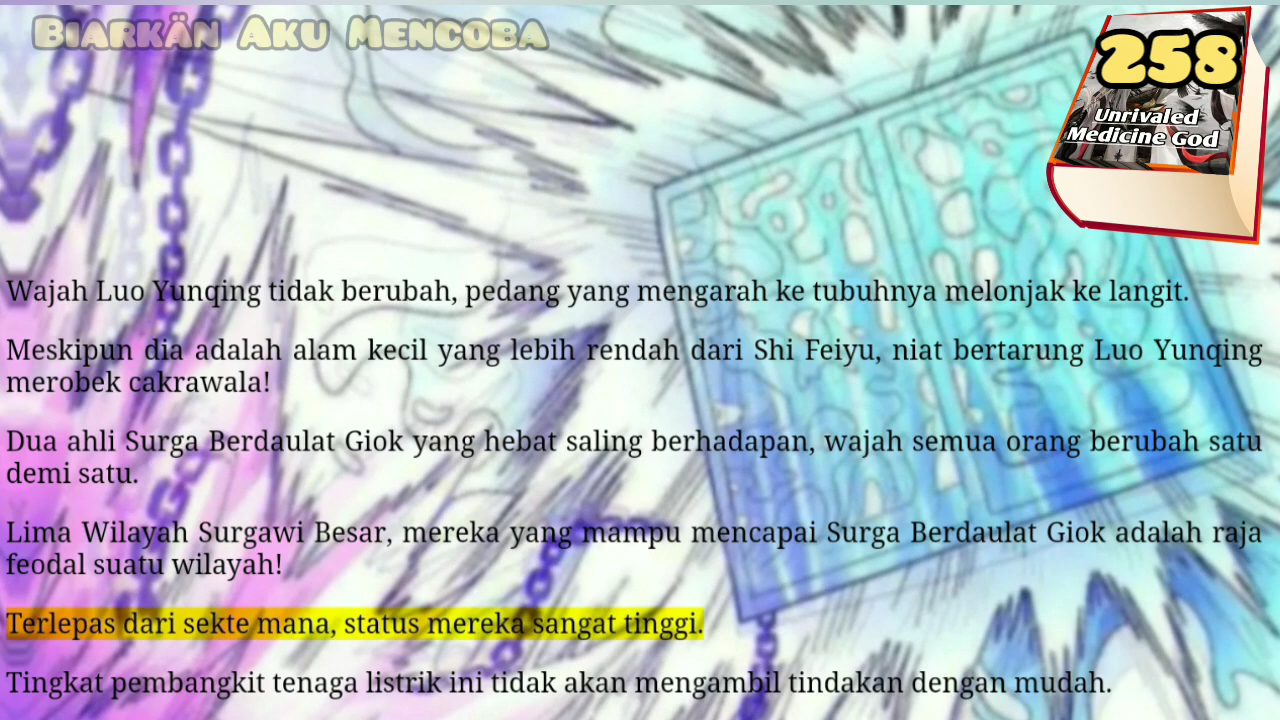 Biarkän Aku Mencoba
258
Unrivaled
Medicine God
Wajah Luo Yunqing tidak berubah, pedang yang mengarah ke tubuhnya melonjak ke langit.
Meskipun dia adalah alam kecil yang lebih rendah dari Shi Feiyu, niat bertarung Luo Yunqing
merobek cakrawala!
Dua ahli Surga Berdaulat Giok yang hebat saling berhadapan, wajah semua orang berubah satu
demi satu.
Lima Wilayah Surgawi Besar, mereka yang mampu mencapai Surga Berdaulat Giok adalah raja
feodal suatu wilayah!
Terlepas dari sekte mana, status mereka sangat tinggi.
Tingkat pembangkit tenaga listrik ini tidak akan mengambil tindakan dengan mudah.